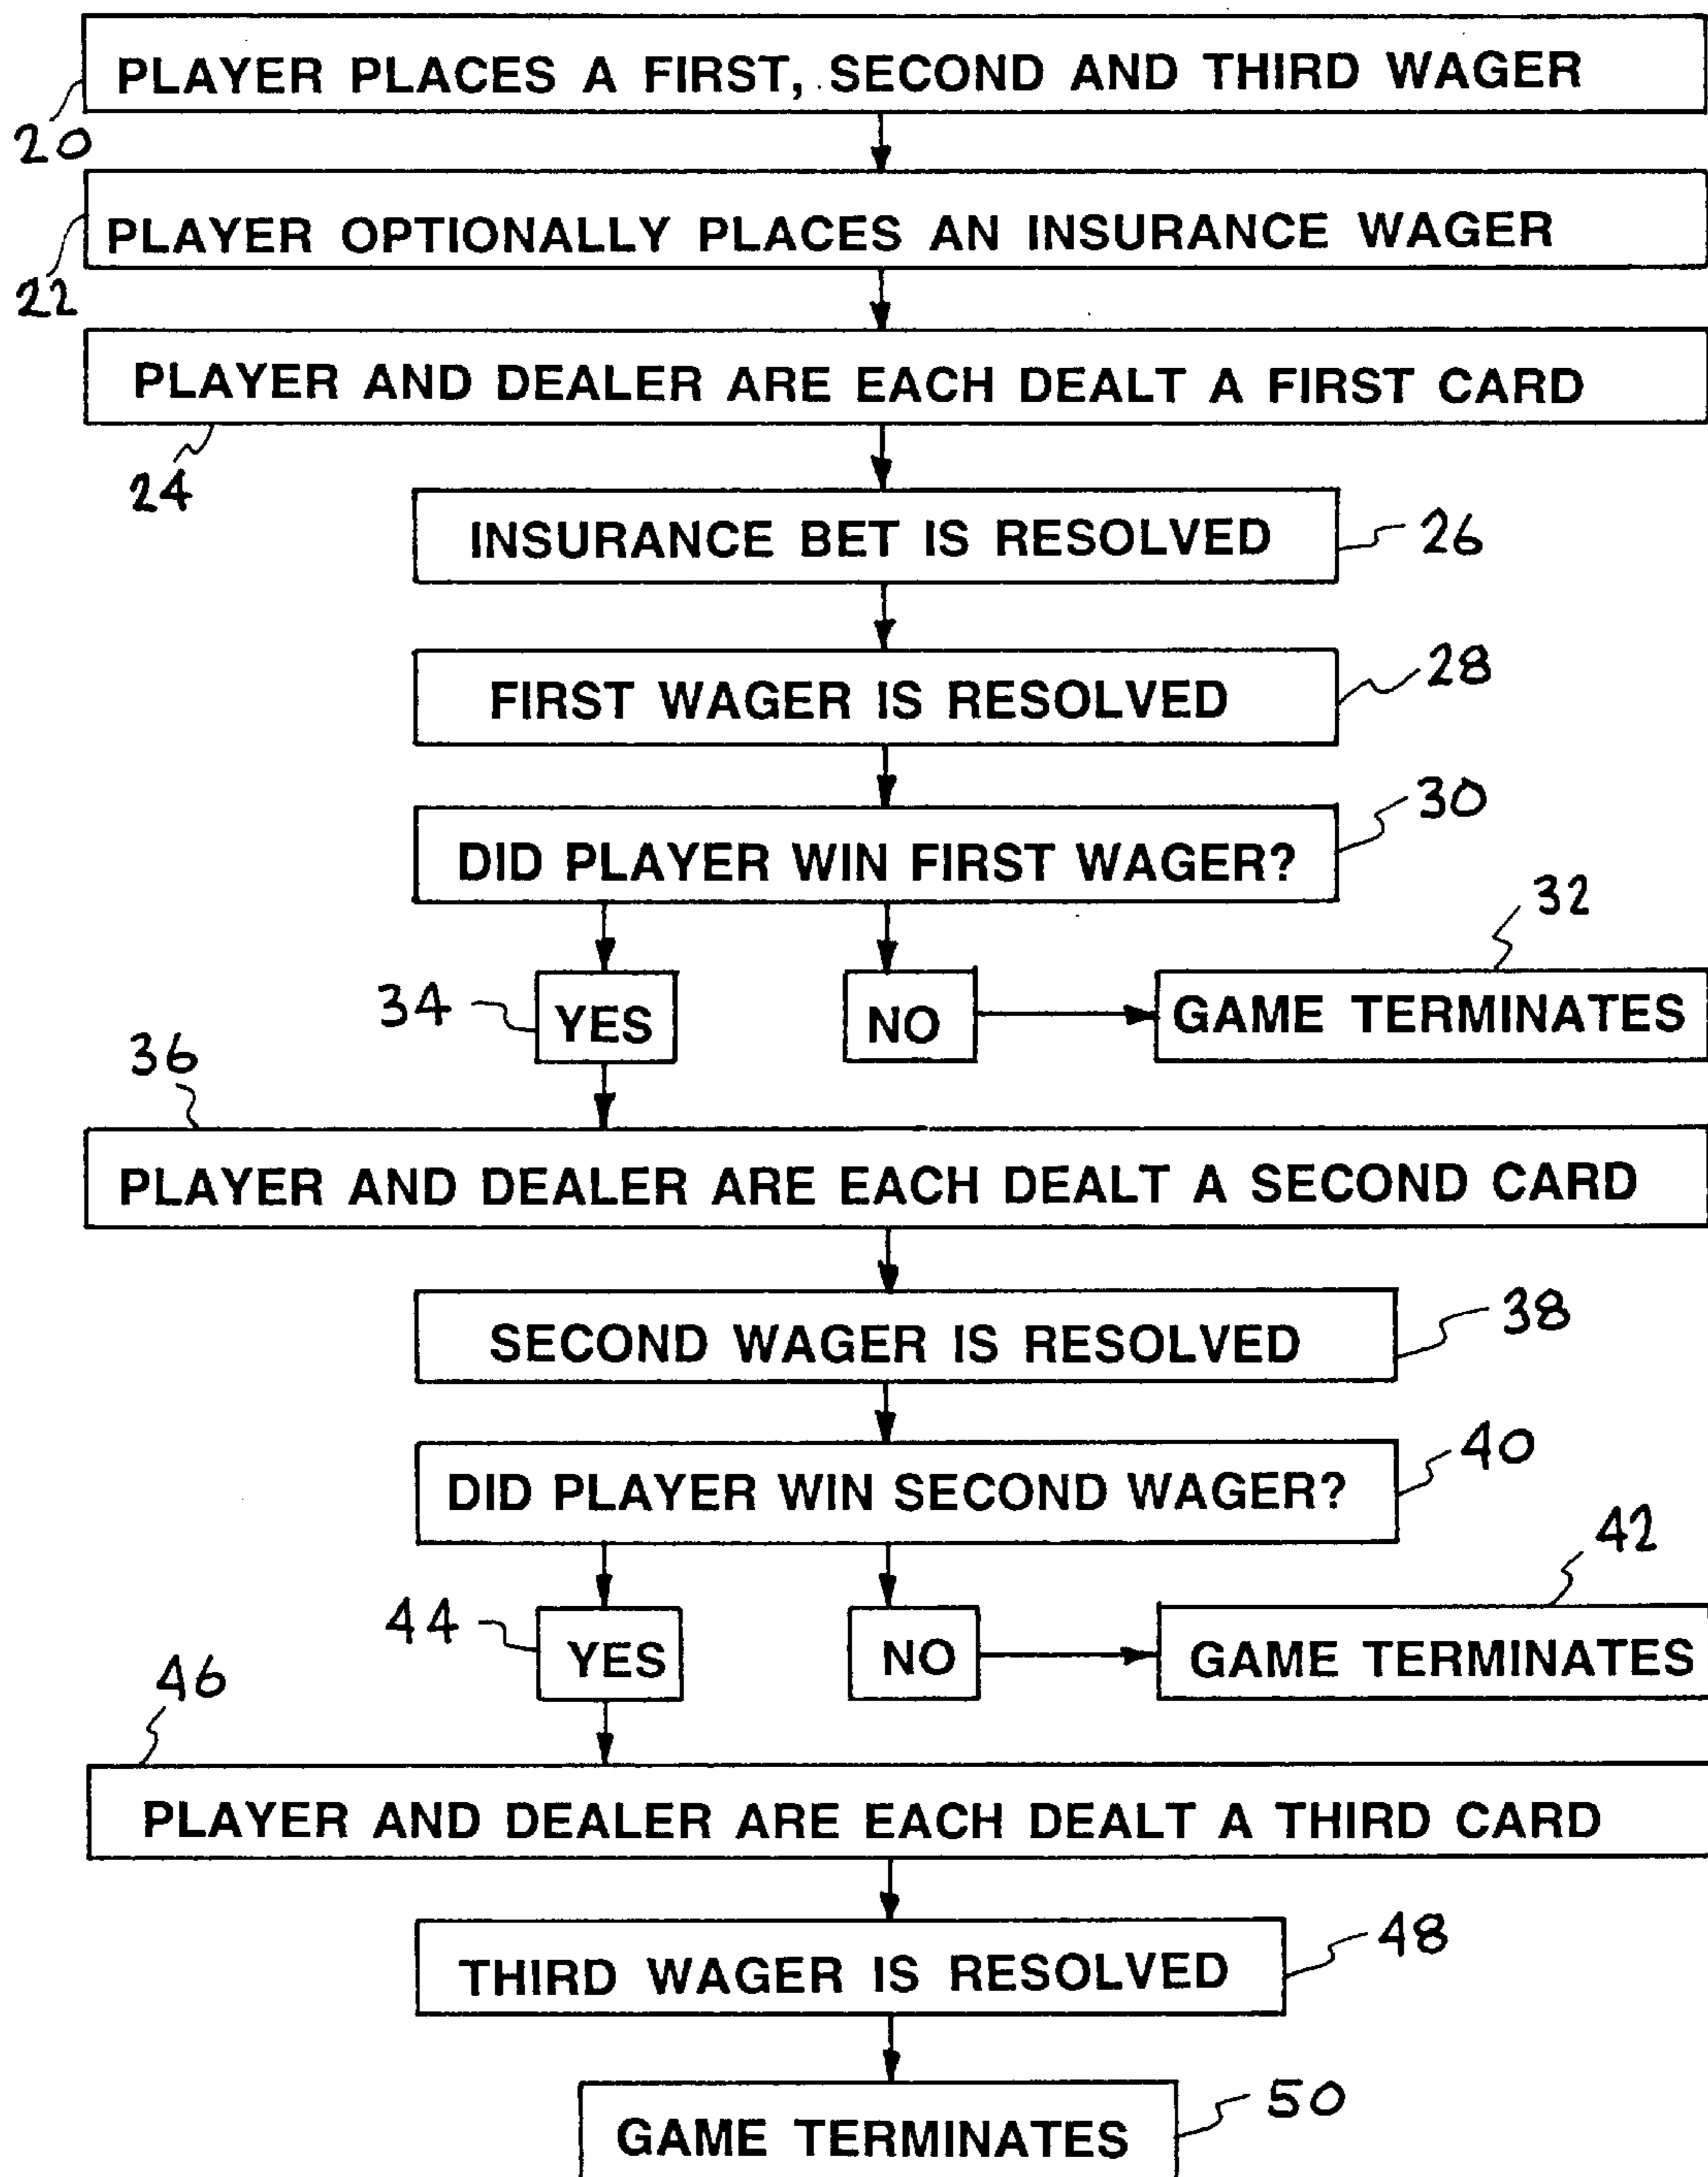 PLAYER PLACES A FIRST, SECOND AND THIRD WAGER
20
PLAYER OPTIONALLY PLACES AN INSURANCE WAGER
22
PLAYER AND DEALER ARE EACH DEALT A FIRST CARD
24
INSURANCE BET IS RESOLVED
26
FIRST WAGER IS RESOLVED
28
30
DID PLAYER WIN FIRST WAGER?
32
34
YES
NO
GAME TERMINATES
36
PLAYER AND DEALER ARE EACH DEALT A SECOND CARD
38
SECOND WAGER IS RESOLVED
40
DID PLAYER WIN SECOND WAGER?
42
44
YES
NO
GAME TERMINATES
46
PLAYER AND DEALER ARE EACH DEALT A THIRD CARD
48
THIRD WAGER IS RESOLVED
50
GAME TERMINATES